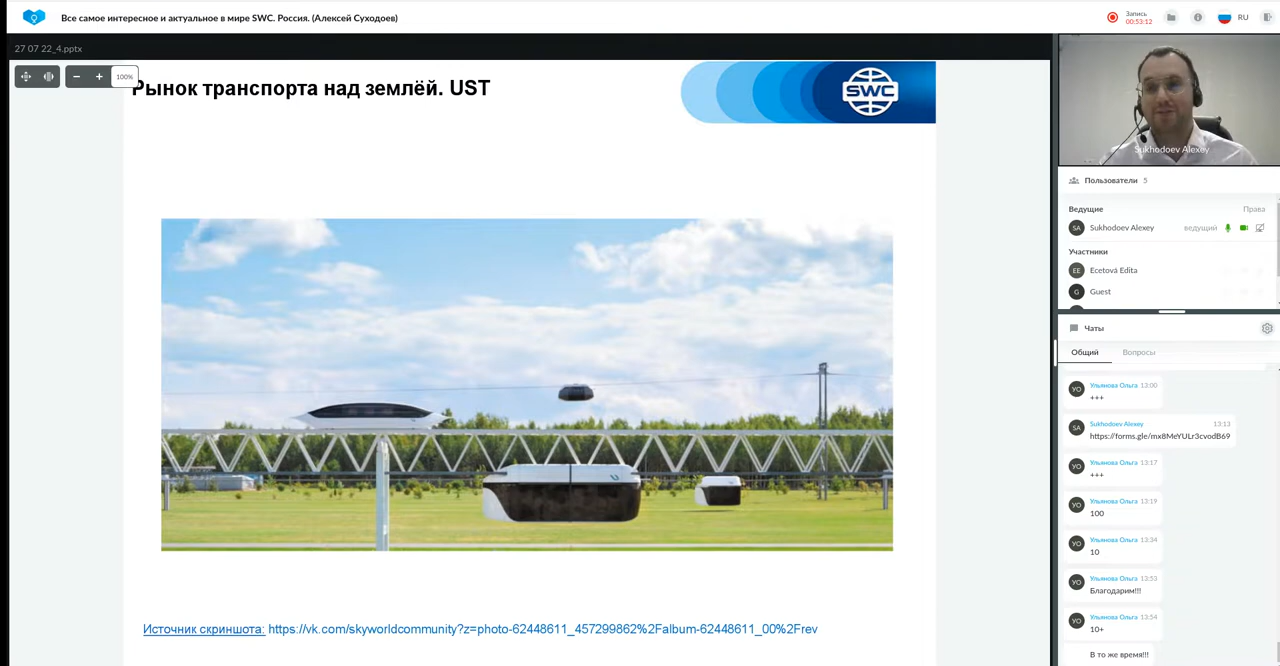 Все самое интересное и актуальное в мире SWC. Россия. (Алексей Суходоев)
Запись
00:53:12
RU
27 07 22_4.pptx
100%
Рынок транспорта над землёй. UST
SWC
Источник скриншота: https://vk.com/skyworldcommunity?z=photo-62448611_457299862%2Falbum-62448611_00%2Frev
Sukhodoev Alexey
Пользователи 5
Ведущие Права
SA Sukhodoev Alexey ведущий
Участники
EE Ecetová Edita
G Guest
Чаты
Общий Вопросы
УО Ульянова Ольга 13:00
+++
SA Sukhodoev Alexey 13:13
https://forms.gle/mx8MeYULr3cvodB69
УО Ульянова Ольга 13:17
+++
УО Ульянова Ольга 13:19
100
УО Ульянова Ольга 13:34
10
УО Ульянова Ольга 13:53
Благодарим!!!
УО Ульянова Ольга 13:54
10+
В то же время!!!